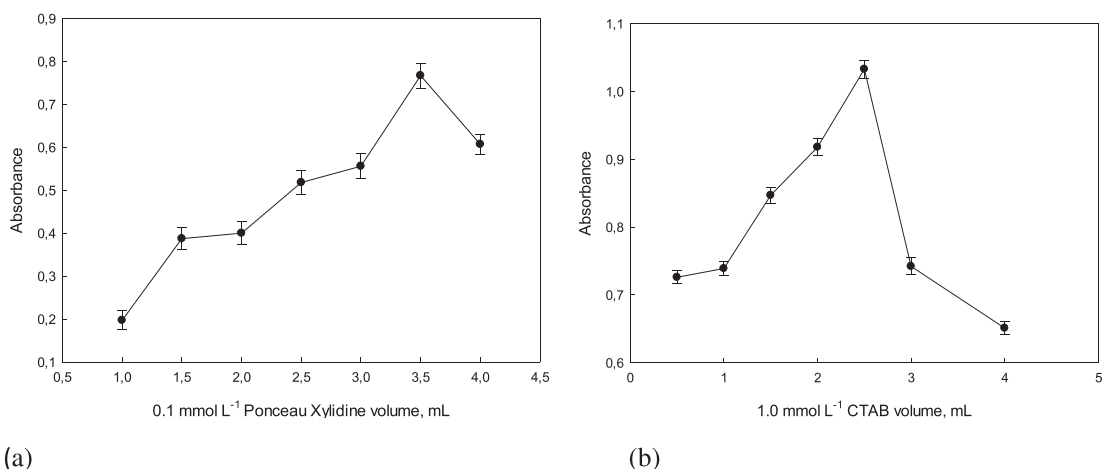 0,9
0,8
0,7
0,6
0,5
0,4
0,3
0,2
0,1
Absorbance
0,5 1,0 1,5 2,0 2,5 3,0 3,5 4,0 4,5
0.1 mmol L⁻¹ Ponceau Xylidine volume, mL
(a)
1,1
1,0
0,9
0,8
0,7
0,6
Absorbance
0 1 2 3 4 5
1.0 mmol L⁻¹ CTAB volume, mL
(b)